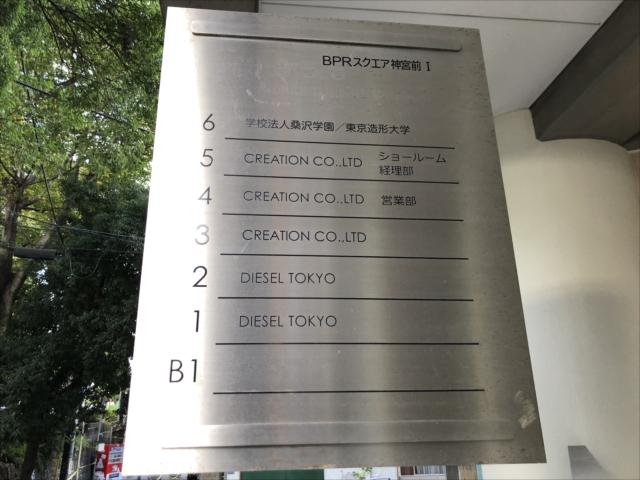 BPRスクエア神宮前 I
6 学校法人桑沢学園／東京造形大学
5 CREATION CO.,LTD ショールーム
経理部
4 CREATION CO.,LTD 営業部
3 CREATION CO.,LTD
2 DIESEL TOKYO
1 DIESEL TOKYO
B1